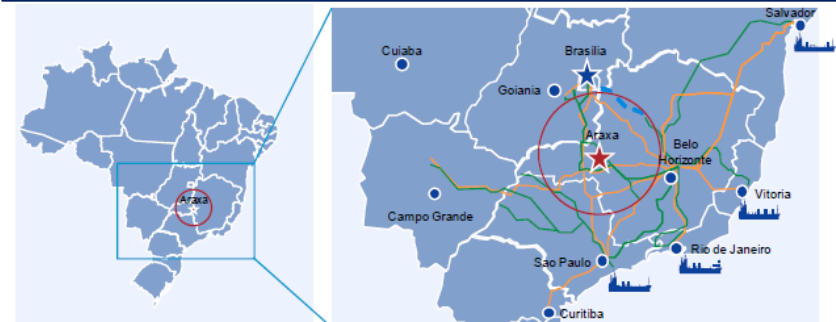 Araxa
Salvador
Cuiaba
Brasilia
Goiania
Araxa
Belo
Horizonte
Campo Grande
Vitoria
Rio de Janeiro
Sao Paulo
Curitiba